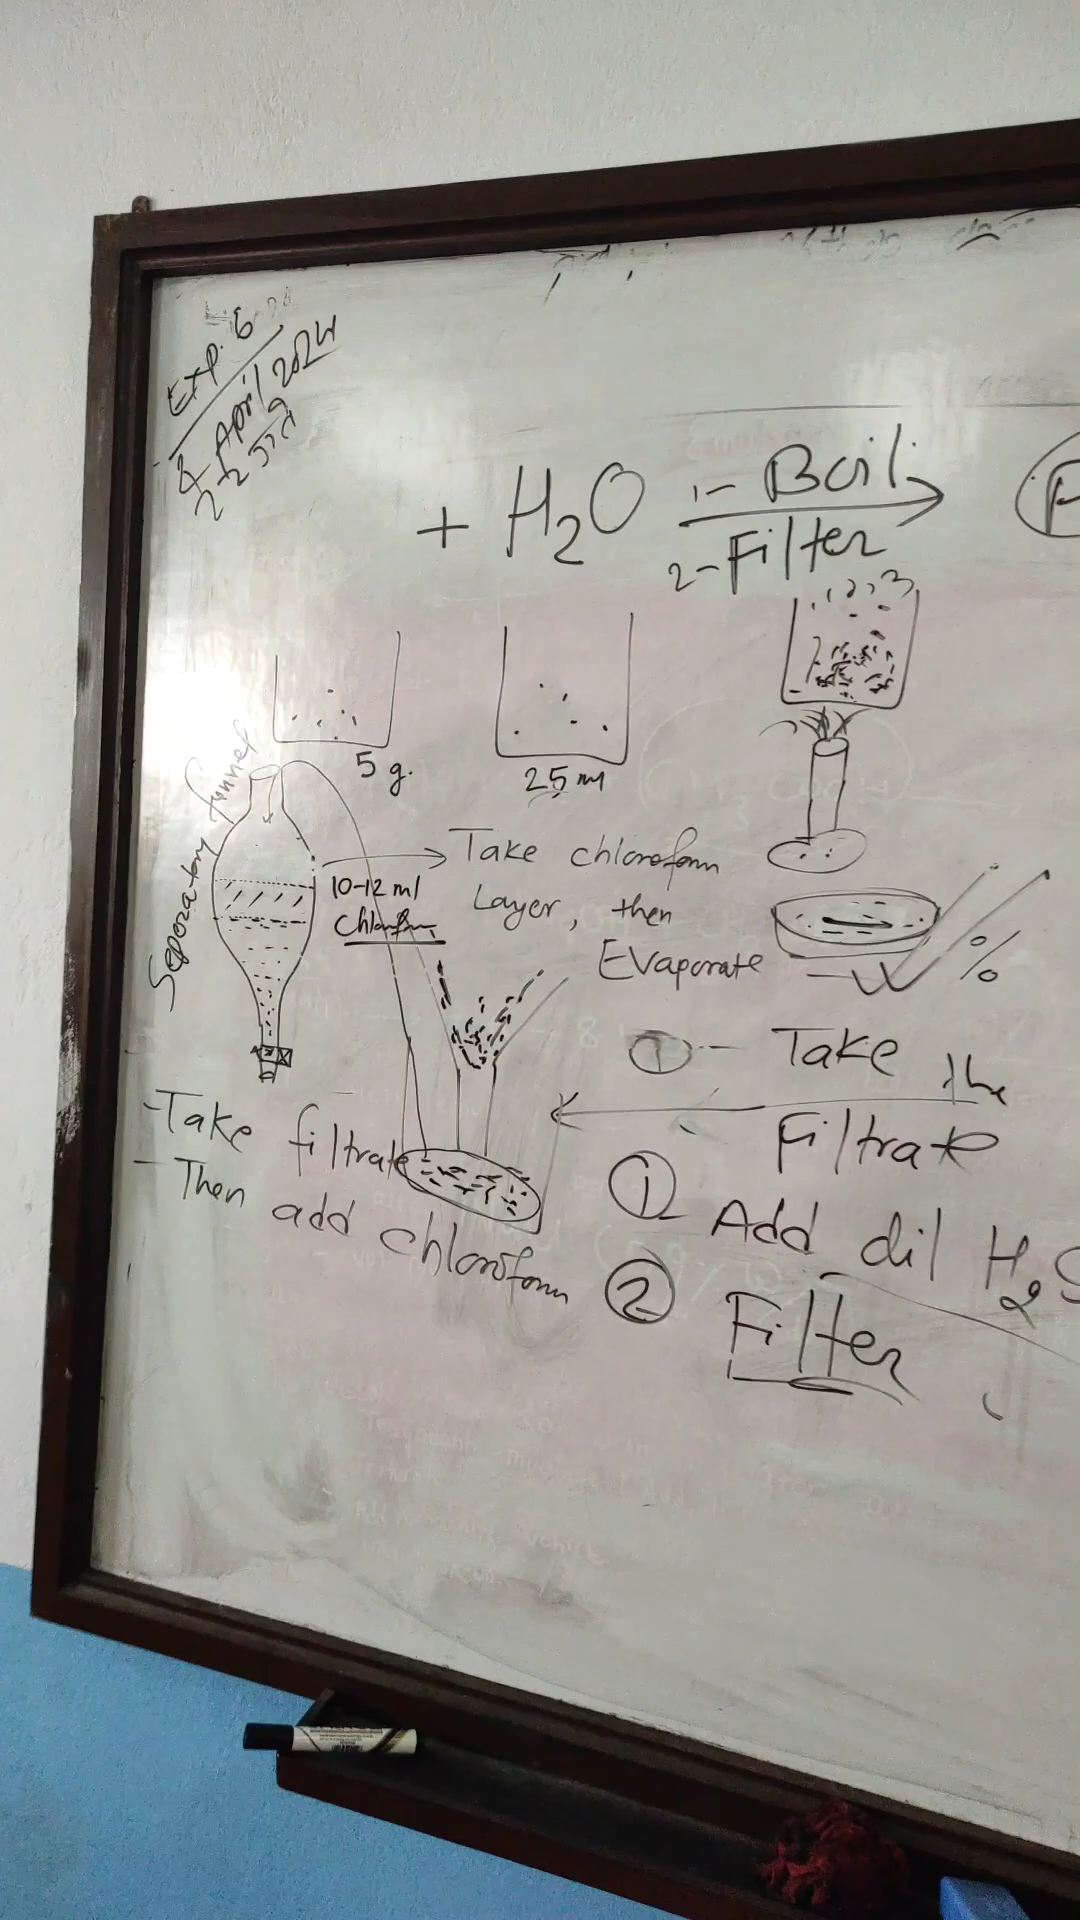 Exp. 6
April 2024
+ H₂O
1- Boil
2- Filter
5 g.
25 ml
Separatory funnel
10-12 ml
Chloroform
Take chloroform
Layer, then
Evaporate
%
① - Take the
Filtrate
① Add dil H₂S
② Filter
-Take filtrate
- Then add chloroform